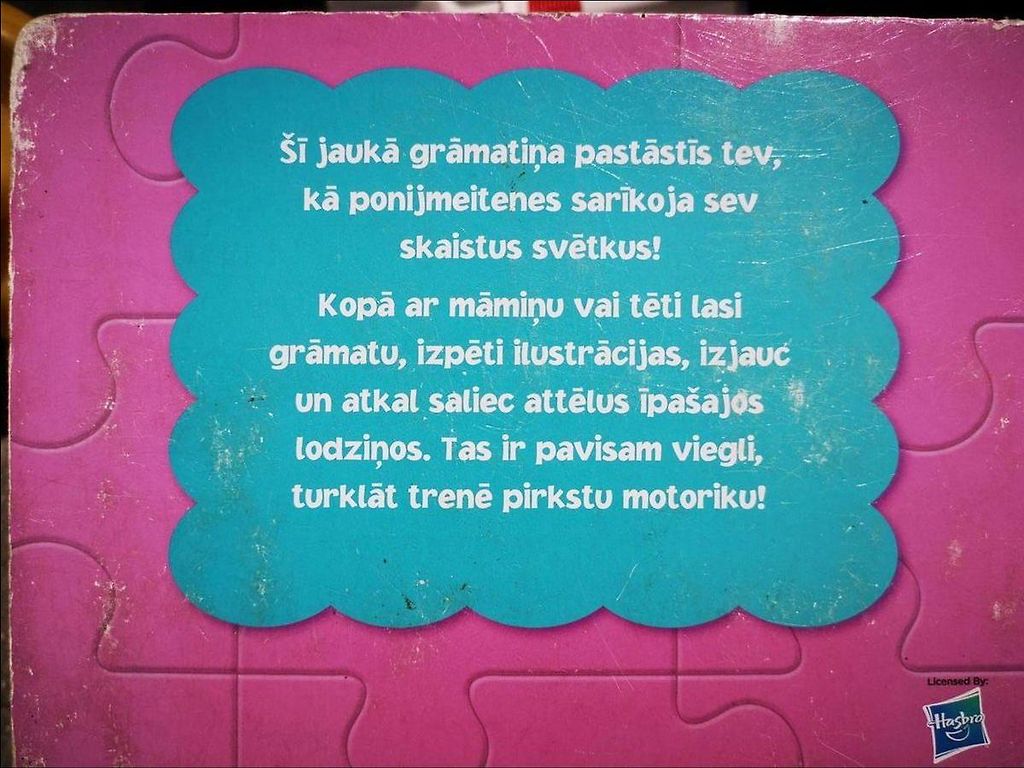 Šī jaukā grāmatiņa pastāstīs tev,
kā ponijmeitenes sarīkoja sev
skaistus svētkus!
Kopā ar māmiņu vai tēti lasi
grāmatu, izpēti ilustrācijas, izjauc
un atkal saliec attēlus īpašajos
lodziņos. Tas ir pavisam viegli,
turklāt trenē pirkstu motoriku!
Licensed By:
Hasbro